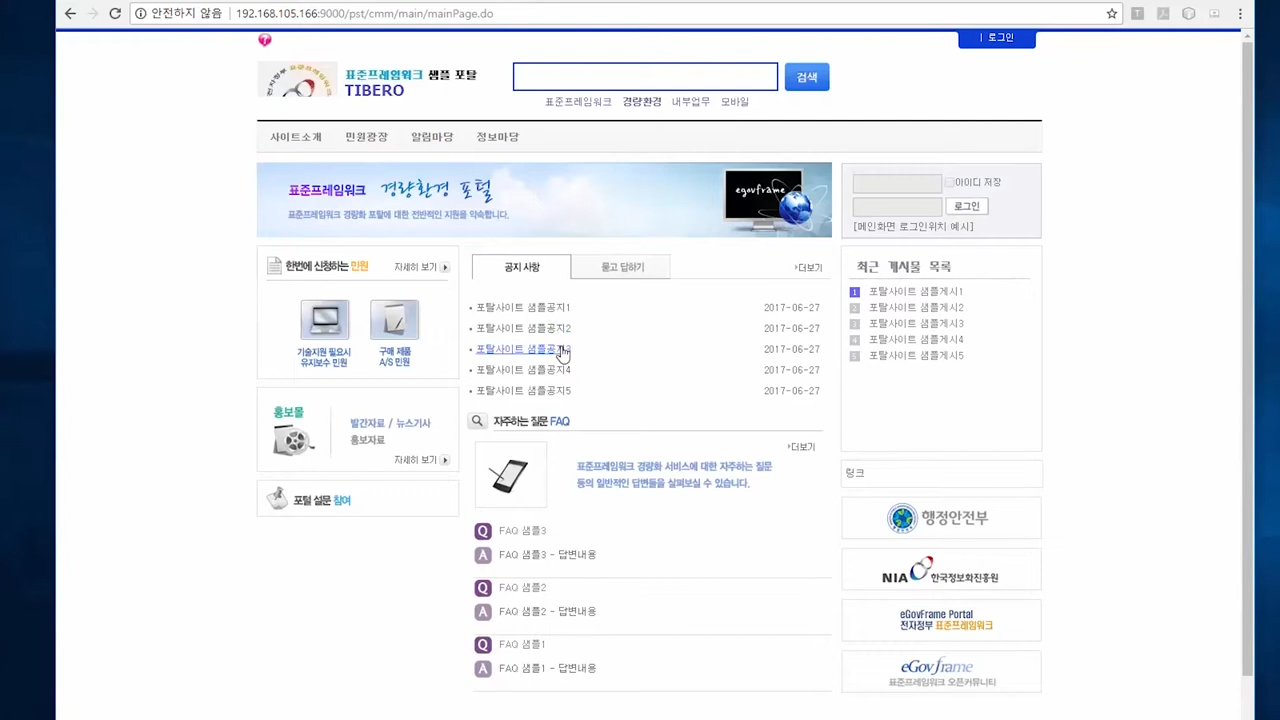 안전하지 않음 192.168.105.166:9000/pst/cmm/main/mainPage.do
로그인
표준프레임워크 샘플 포탈
TIBERO
검색
표준프레임워크 경량환경 내부업무 모바일
사이트소개 민원광장 알림마당 정보마당
표준프레임워크 경량환경 포털
표준프레임워크 경량화 포탈에 대한 전반적인 지원을 약속합니다.
egovframe
아이디 저장
로그인
[메인화면 로그인위치 예시]
한번에 신청하는 민원 자세히 보기
기술지원 필요시
유지보수 민원
구매 제품
A/S 민원
홍보물
발간자료 / 뉴스기사
홍보자료
자세히 보기
포털 설문 참여
공지 사항 묻고 답하기 더보기
포탈사이트 샘플공지1 2017-06-27
포탈사이트 샘플공지2 2017-06-27
포탈사이트 샘플공지3 2017-06-27
포탈사이트 샘플공지4 2017-06-27
포탈사이트 샘플공지5 2017-06-27
자주하는 질문 FAQ
더보기
표준프레임워크 경량화 서비스에 대한 자주하는 질문
등의 일반적인 답변들을 살펴보실 수 있습니다.
Q FAQ 샘플3
A FAQ 샘플3 - 답변내용
Q FAQ 샘플2
A FAQ 샘플2 - 답변내용
Q FAQ 샘플1
A FAQ 샘플1 - 답변내용
최근 게시물 목록
1 포탈사이트 샘플게시1
2 포탈사이트 샘플게시2
3 포탈사이트 샘플게시3
4 포탈사이트 샘플게시4
5 포탈사이트 샘플게시5
링크
행정안전부
NIA 한국정보화진흥원
eGovFrame Portal
전자정부 표준프레임워크
eGovframe
표준프레임워크 오픈커뮤니티